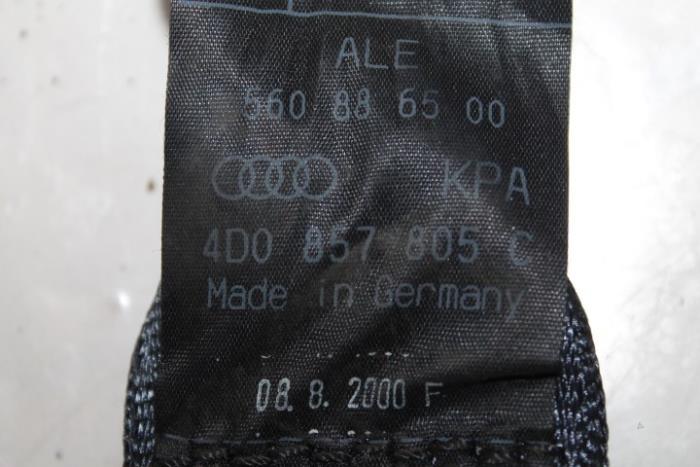 ALE
560 88 65 00
KPA
4D0 857 805 C
Made in Germany
08. 8. 2000 F